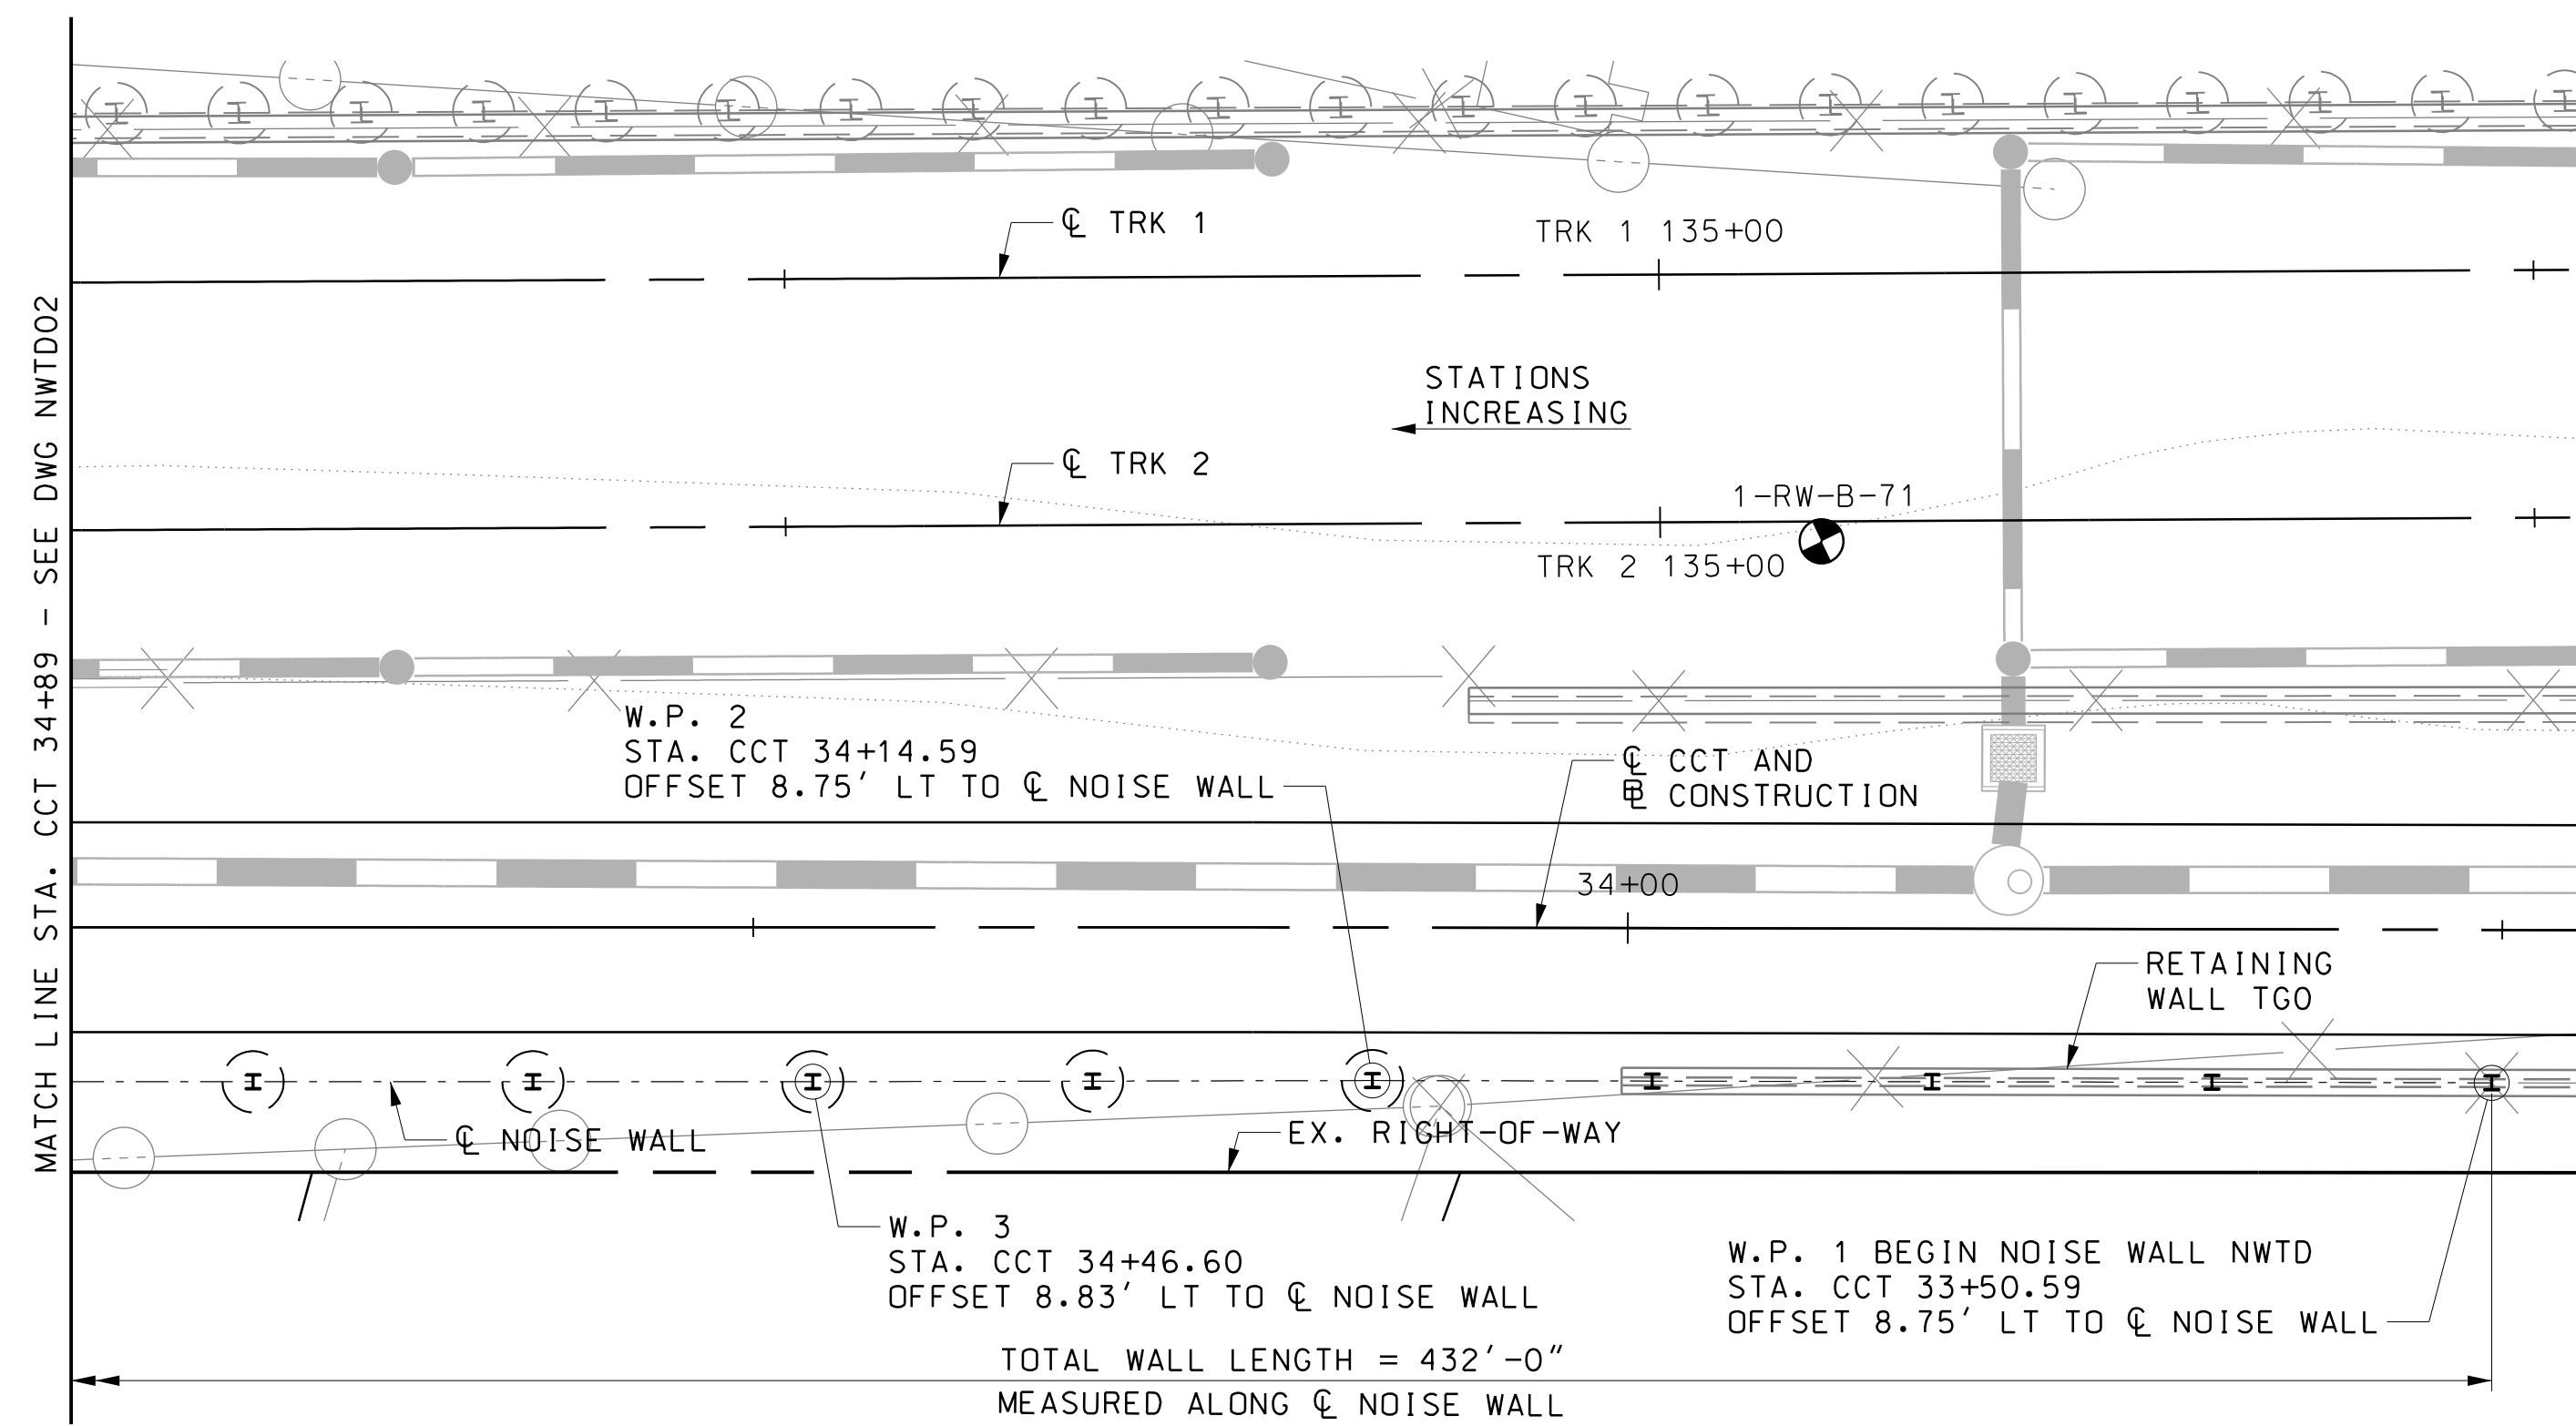 MATCH LINE STA. CCT 34+89 - SEE DWG NWTD02
℄ TRK 1
TRK 1 135+00
STATIONS
INCREASING
℄ TRK 2
1-RW-B-71
TRK 2 135+00
W.P. 2
STA. CCT 34+14.59
OFFSET 8.75' LT TO ℄ NOISE WALL
℄ CCT AND
BL CONSTRUCTION
34+00
RETAINING
WALL TGO
℄ NOISE WALL
EX. RIGHT-OF-WAY
W.P. 3
STA. CCT 34+46.60
OFFSET 8.83' LT TO ℄ NOISE WALL
W.P. 1 BEGIN NOISE WALL NWTD
STA. CCT 33+50.59
OFFSET 8.75' LT TO ℄ NOISE WALL
TOTAL WALL LENGTH = 432'-0"
MEASURED ALONG ℄ NOISE WALL